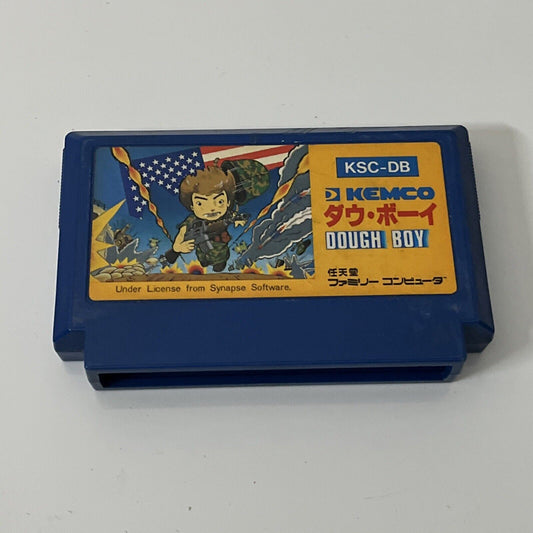 KSC-DB
KEMCO
ダウ・ボーイ
DOUGH BOY
任天堂
ファミリー コンピュータ
Under License from Synapse Software.